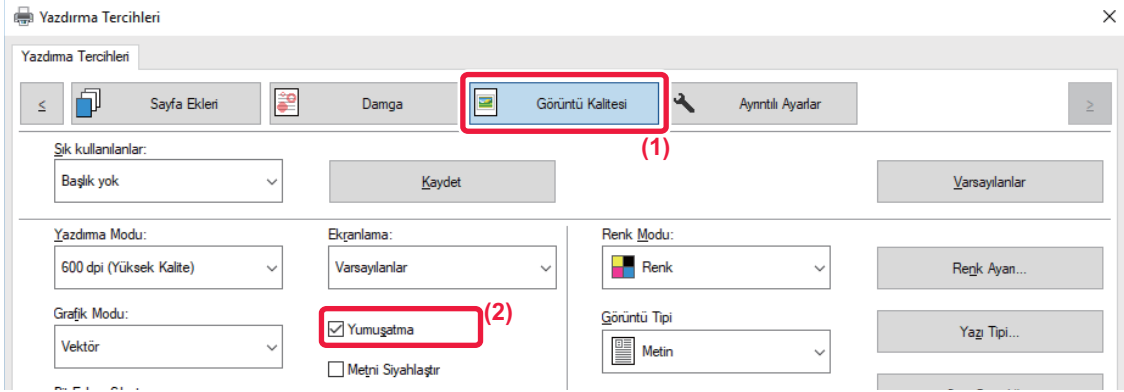 Yazdırma Tercihleri
Yazdırma Tercihleri
<
Sayfa Ekleri
Damga
Görüntü Kalitesi
Ayrıntılı Ayarlar
>
(1)
Sık kullanılanlar:
Başlık yok
Kaydet
Varsayılanlar
Yazdırma Modu:
Ekranlama:
Renk Modu:
600 dpi (Yüksek Kalite)
Varsayılanlar
Renk
Renk Ayarı...
(2)
Grafik Modu:
Yumuşatma
Görüntü Tipi
Yazı Tipi...
Vektör
Metin
Metni Siyahlaştır